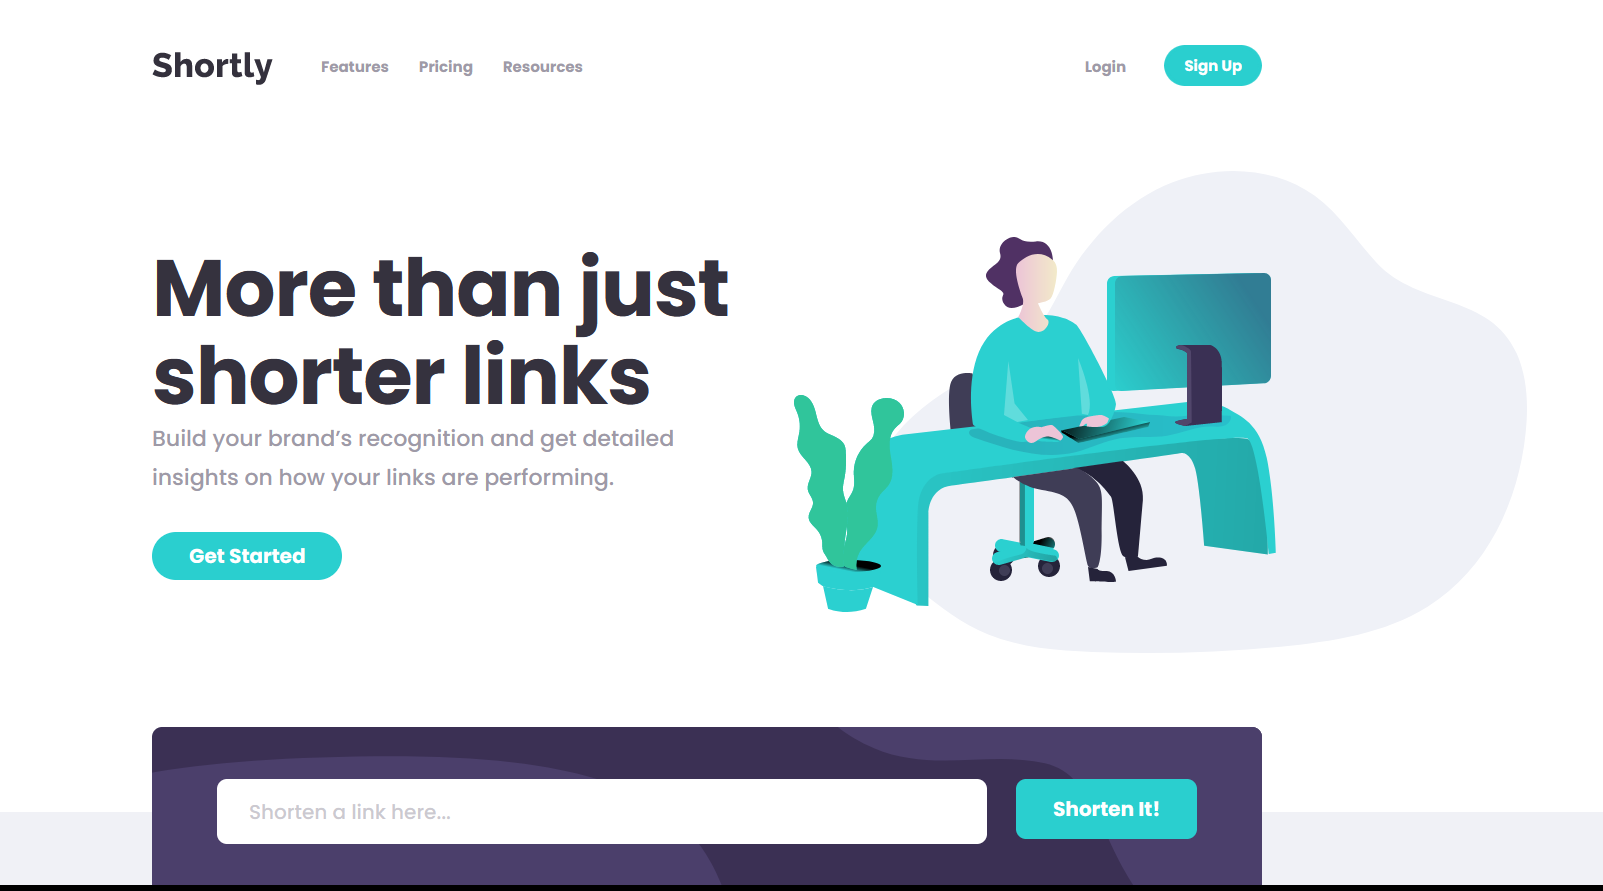 Shortly
Features Pricing Resources
Login
Sign Up
More than just
shorter links
Build your brand’s recognition and get detailed
insights on how your links are performing.
Get Started
Shorten a link here...
Shorten It!